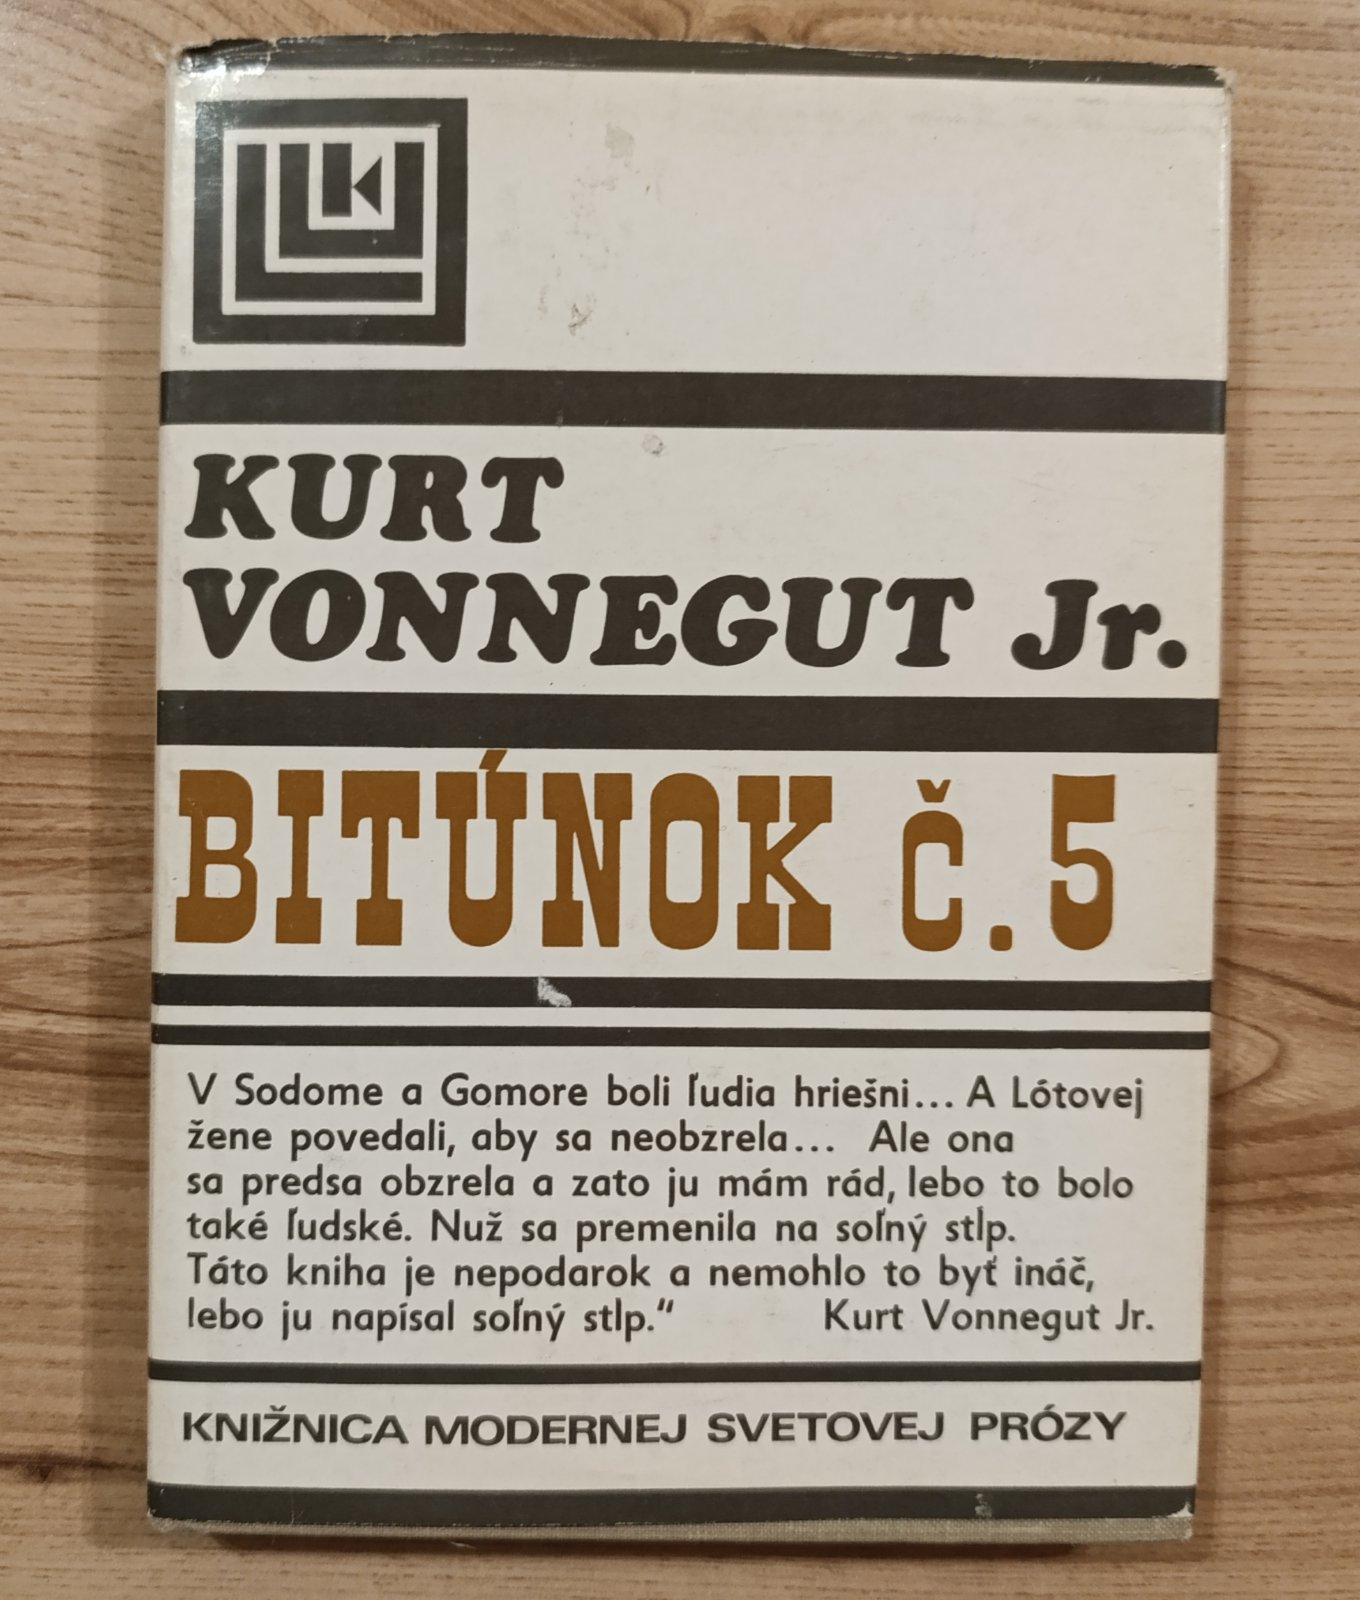 KURT
VONNEGUT Jr.
BITÚNOK č. 5
V Sodome a Gomore boli ľudia hriešni... A Lótovej
žene povedali, aby sa neobzrela... Ale ona
sa predsa obzrela a zato ju mám rád, lebo to bolo
také ľudské. Nuž sa premenila na soľný stĺp.
Táto kniha je nepodarok a nemohlo to byť ináč,
lebo ju napísal soľný stĺp.“ Kurt Vonnegut Jr.
KNIŽNICA MODERNEJ SVETOVEJ PRÓZY